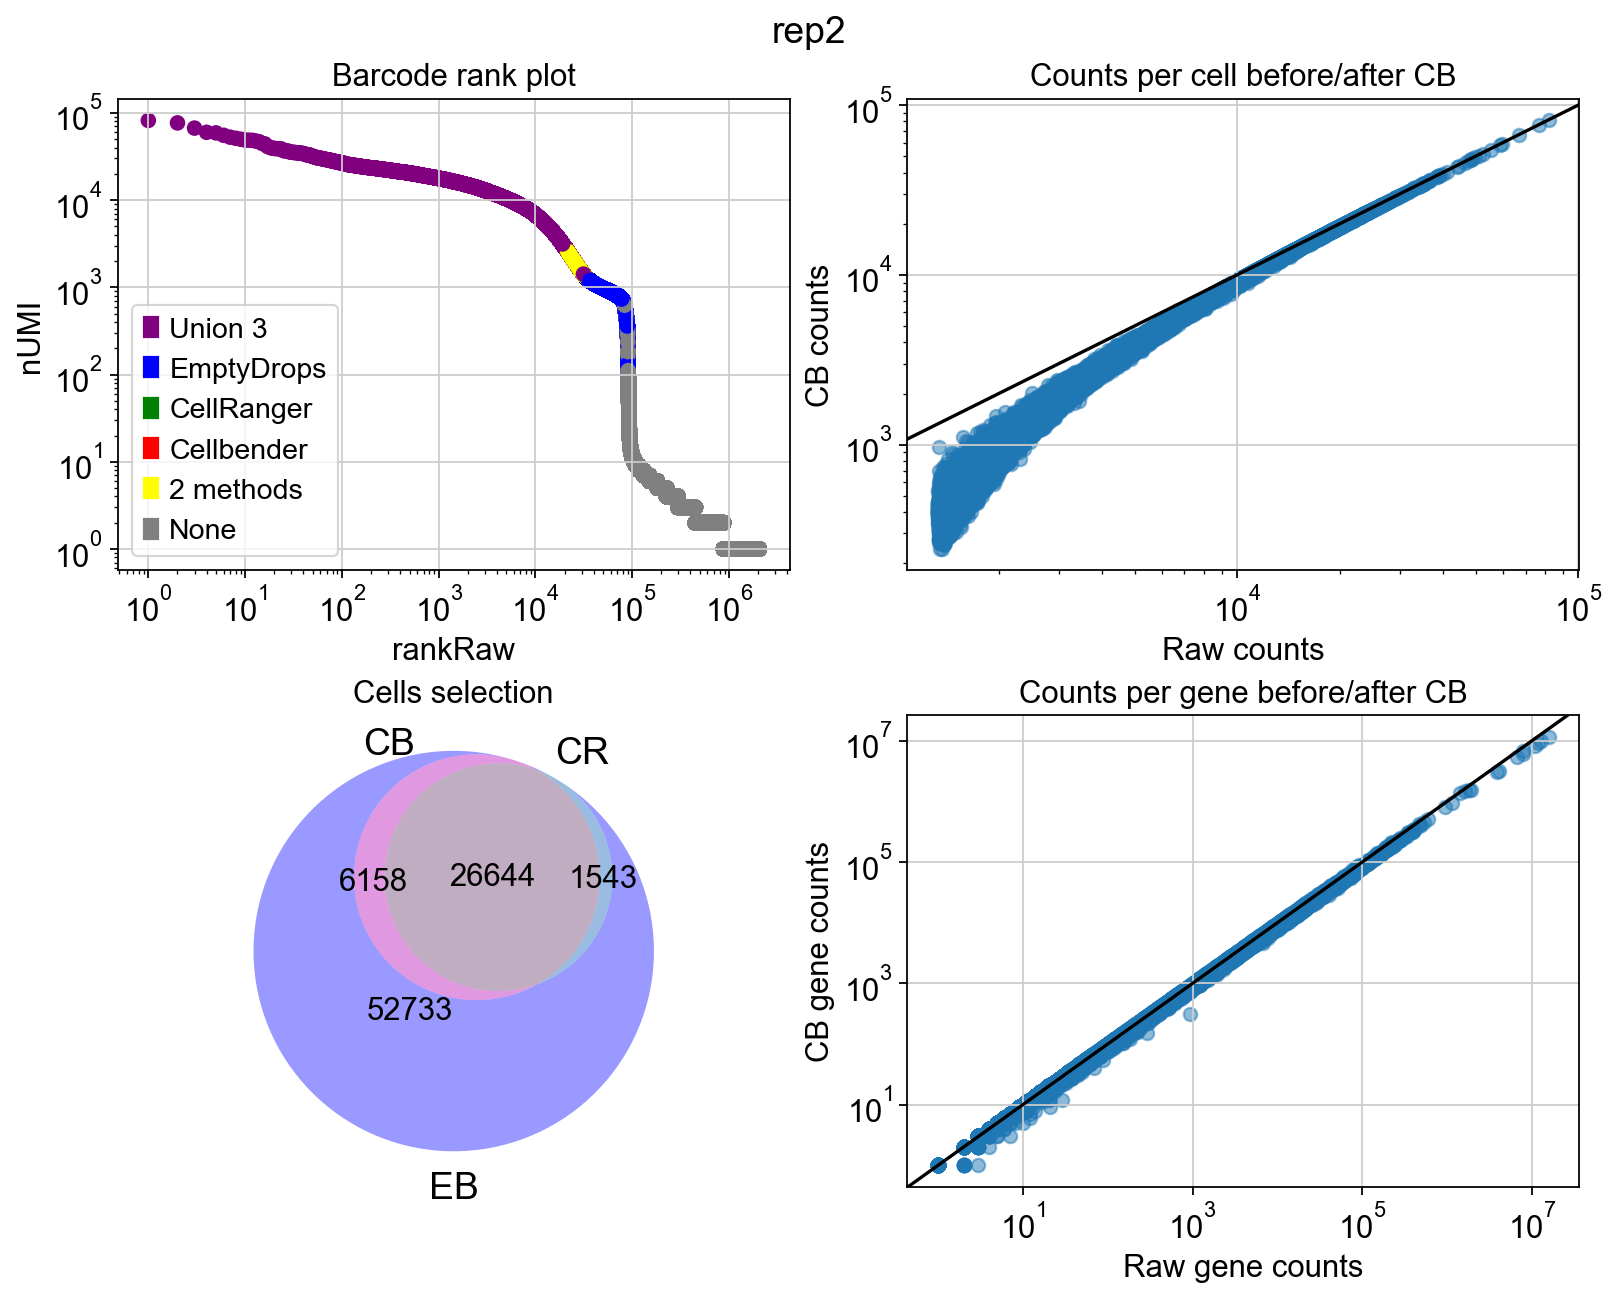 rep2
Barcode rank plot
nUMI
10^5
10^4
10^3
10^2
10^1
10^0
Union 3
EmptyDrops
CellRanger
Cellbender
2 methods
None
10^0 10^1 10^2 10^3 10^4 10^5 10^6
rankRaw
Counts per cell before/after CB
CB counts
10^5
10^4
10^3
10^4 10^5
Raw counts
Cells selection
CB CR
6158 26644 1543
52733
EB
Counts per gene before/after CB
CB gene counts
10^7
10^5
10^3
10^1
10^1 10^3 10^5 10^7
Raw gene counts